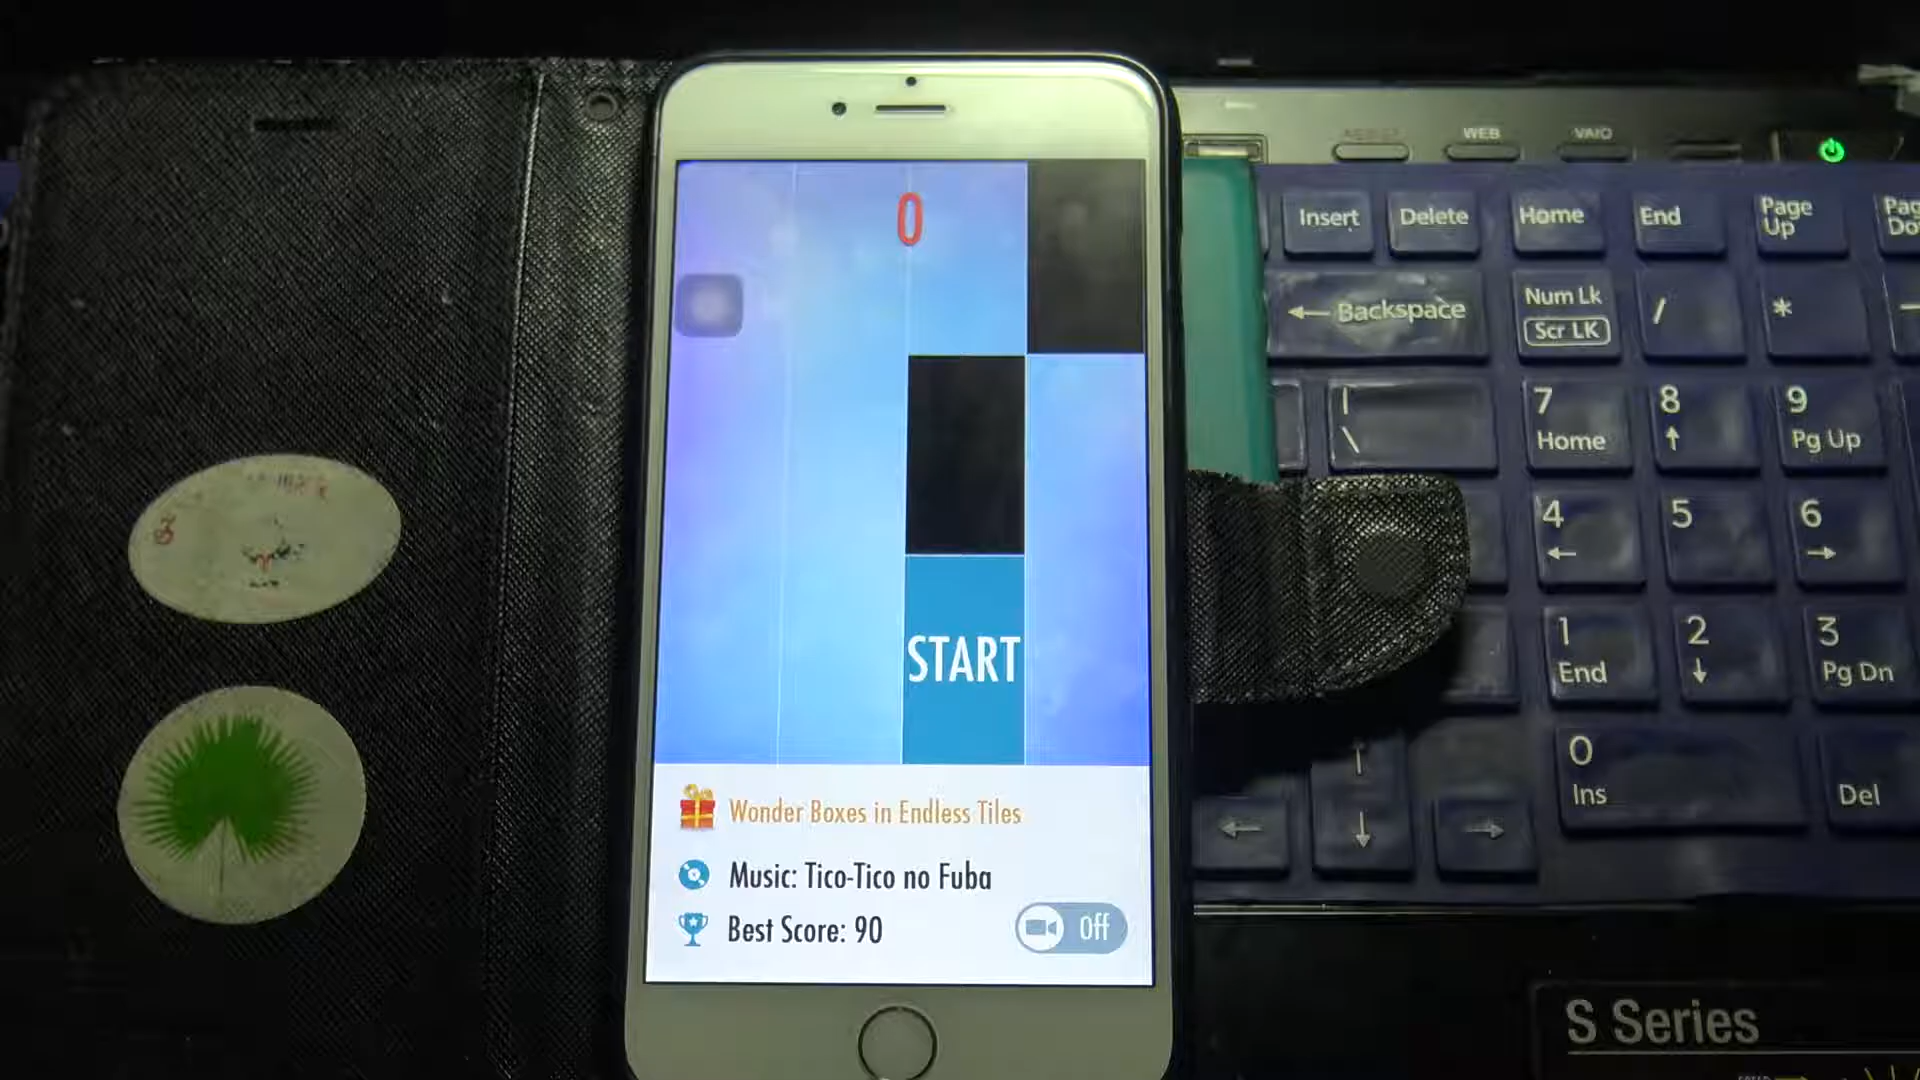 0
START
Wonder Boxes in Endless Tiles
Music: Tico-Tico no Fuba
Best Score: 90
Off
ASSIST
WEB
VAIO
Insert
Delete
Home
End
Page
Up
← Backspace
Num Lk
Scr LK
/
*
|
\
7
Home
8
↑
9
Pg Up
4
←
5
6
→
1
End
2
↓
3
Pg Dn
0
Ins
Del
←
↑
↓
→
S Series